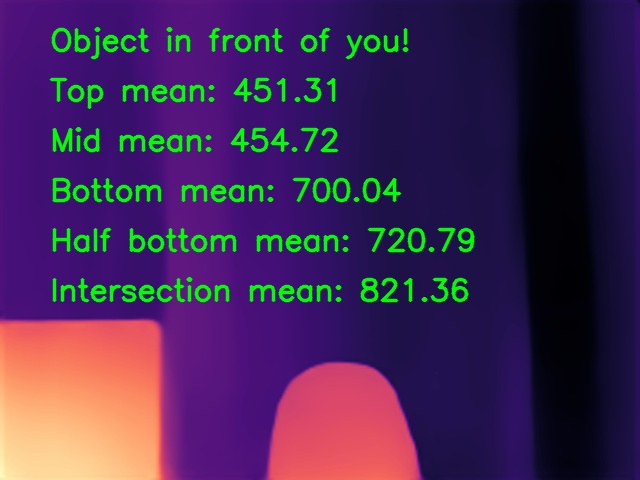 Object in front of you!
Top mean: 451.31
Mid mean: 454.72
Bottom mean: 700.04
Half bottom mean: 720.79
Intersection mean: 821.36